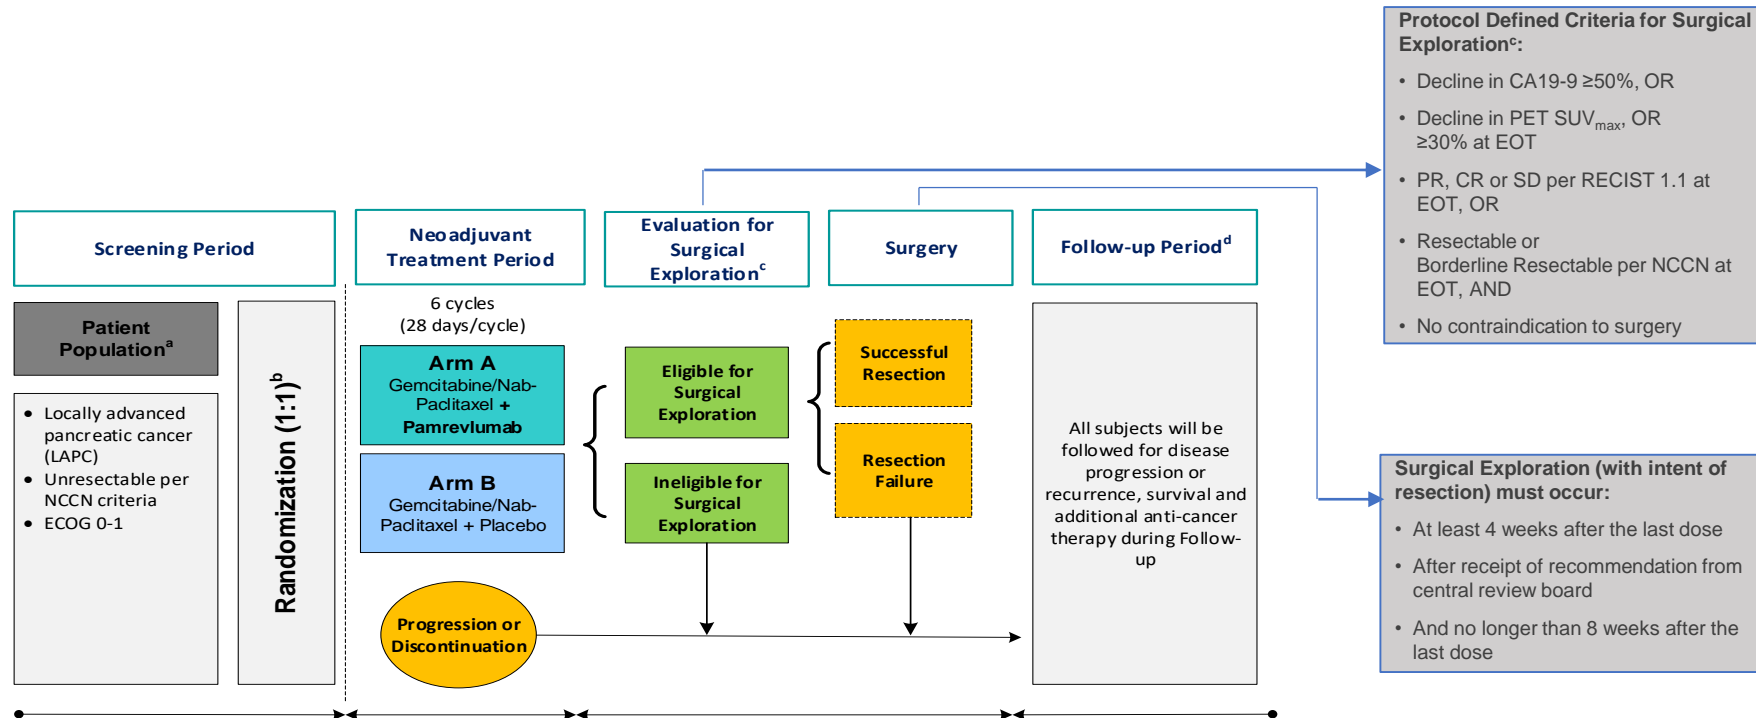 Protocol Defined Criteria for Surgical
Explorationᶜ:
• Decline in CA19-9 ≥50%, OR
• Decline in PET SUVmax, OR
≥30% at EOT
• PR, CR or SD per RECIST 1.1 at
EOT, OR
• Resectable or
Borderline Resectable per NCCN at
EOT, AND
• No contraindication to surgery
Screening Period
Neoadjuvant
Treatment Period
Evaluation for
Surgical
Explorationᶜ
Surgery
Follow-up Periodᵈ
Patient
Populationᵃ
• Locally advanced
pancreatic cancer
(LAPC)
• Unresectable per
NCCN criteria
• ECOG 0-1
Randomization (1:1)ᵇ
6 cycles
(28 days/cycle)
Arm A
Gemcitabine/Nab-
Paclitaxel + 
Pamrevlumab
Arm B
Gemcitabine/Nab-
Paclitaxel + Placebo
Progression or
Discontinuation
Eligible for
Surgical
Exploration
Ineligible for
Surgical
Exploration
Successful
Resection
Resection
Failure
All subjects will be
followed for disease
progression or
recurrence, survival and
additional anti-cancer
therapy during Follow-
up
Surgical Exploration (with intent of
resection) must occur:
• At least 4 weeks after the last dose
• After receipt of recommendation from
central review board
• And no longer than 8 weeks after the
last dose